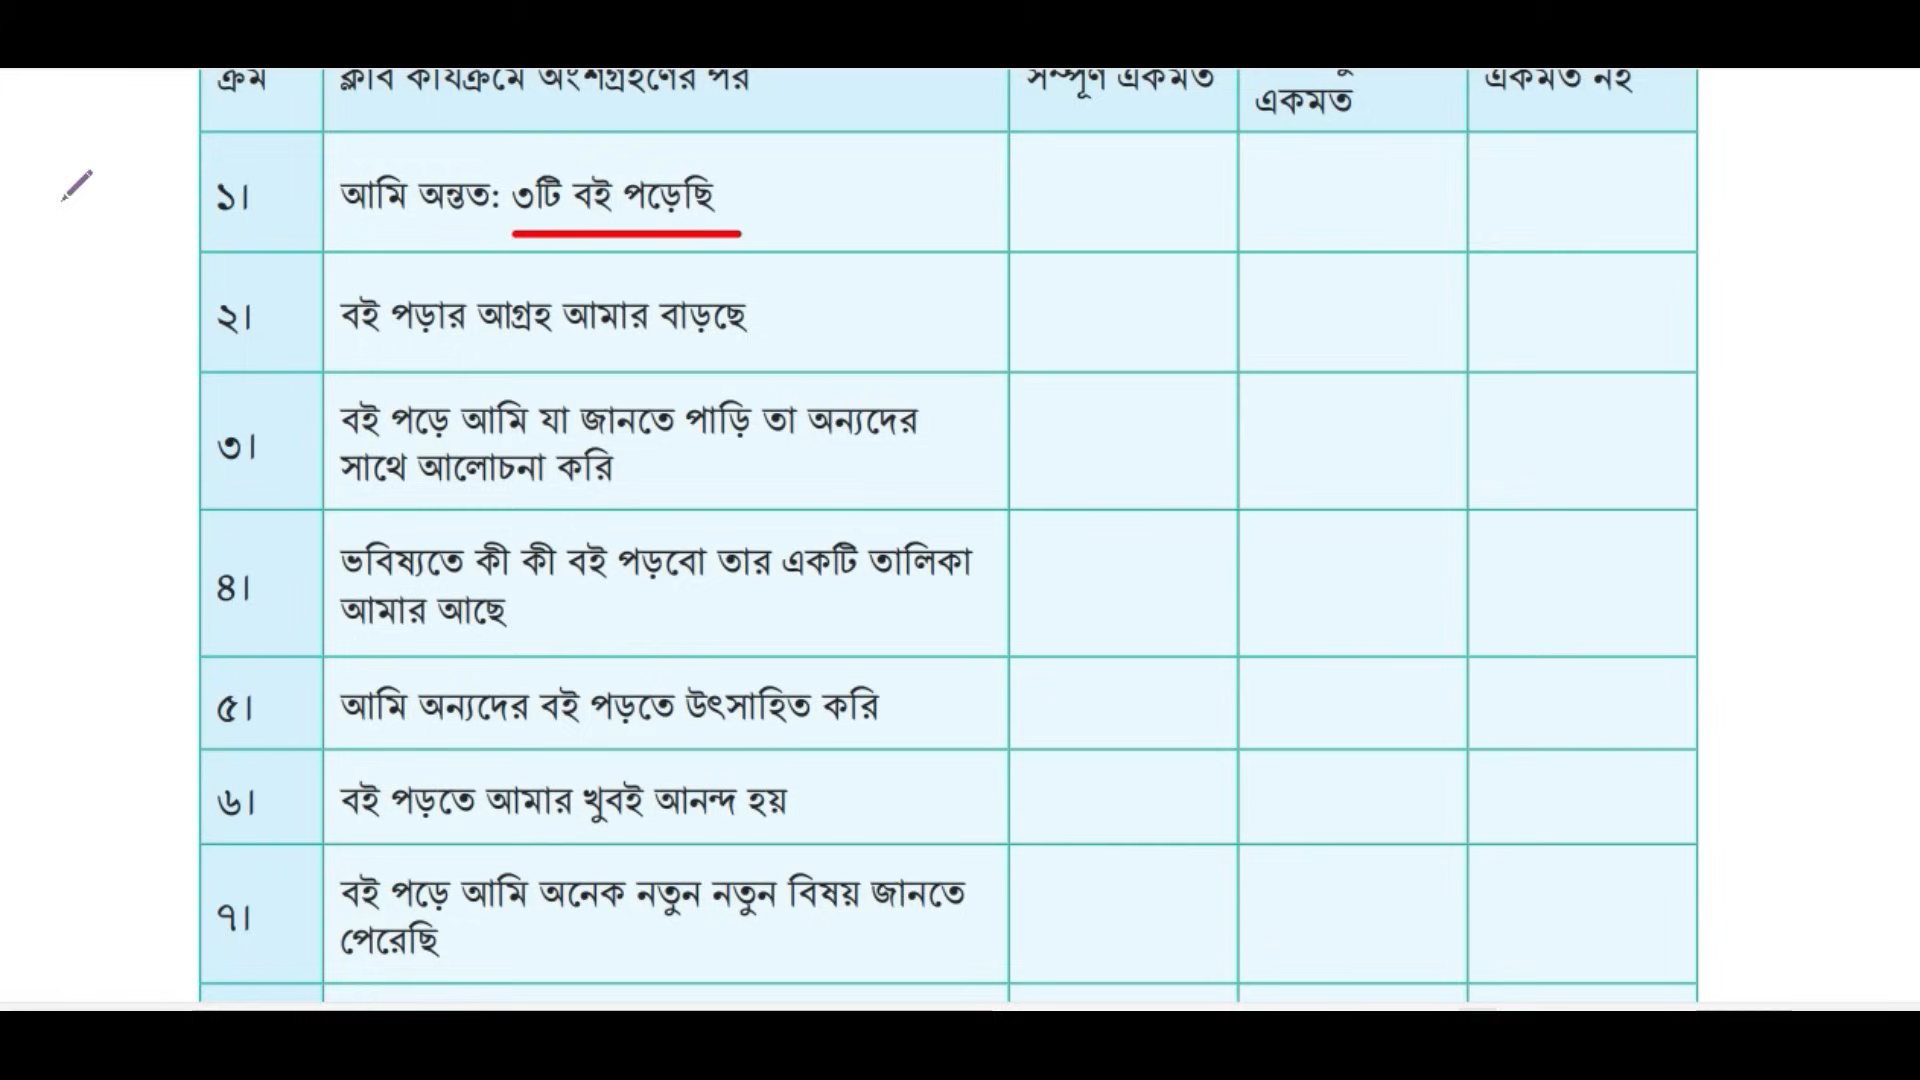 ক্রম ক্লাব কার্যক্রমে অংশগ্রহণের পর সম্পূর্ণ একমত একমত একমত নই
১। আমি অন্তত: ৩টি বই পড়েছি
২। বই পড়ার আগ্রহ আমার বাড়ছে
৩। বই পড়ে আমি যা জানতে পাড়ি তা অন্যদের
সাথে আলোচনা করি
৪। ভবিষ্যতে কী কী বই পড়বো তার একটি তালিকা
আমার আছে
৫। আমি অন্যদের বই পড়তে উৎসাহিত করি
৬। বই পড়তে আমার খুবই আনন্দ হয়
৭। বই পড়ে আমি অনেক নতুন নতুন বিষয় জানতে
পেরেছি